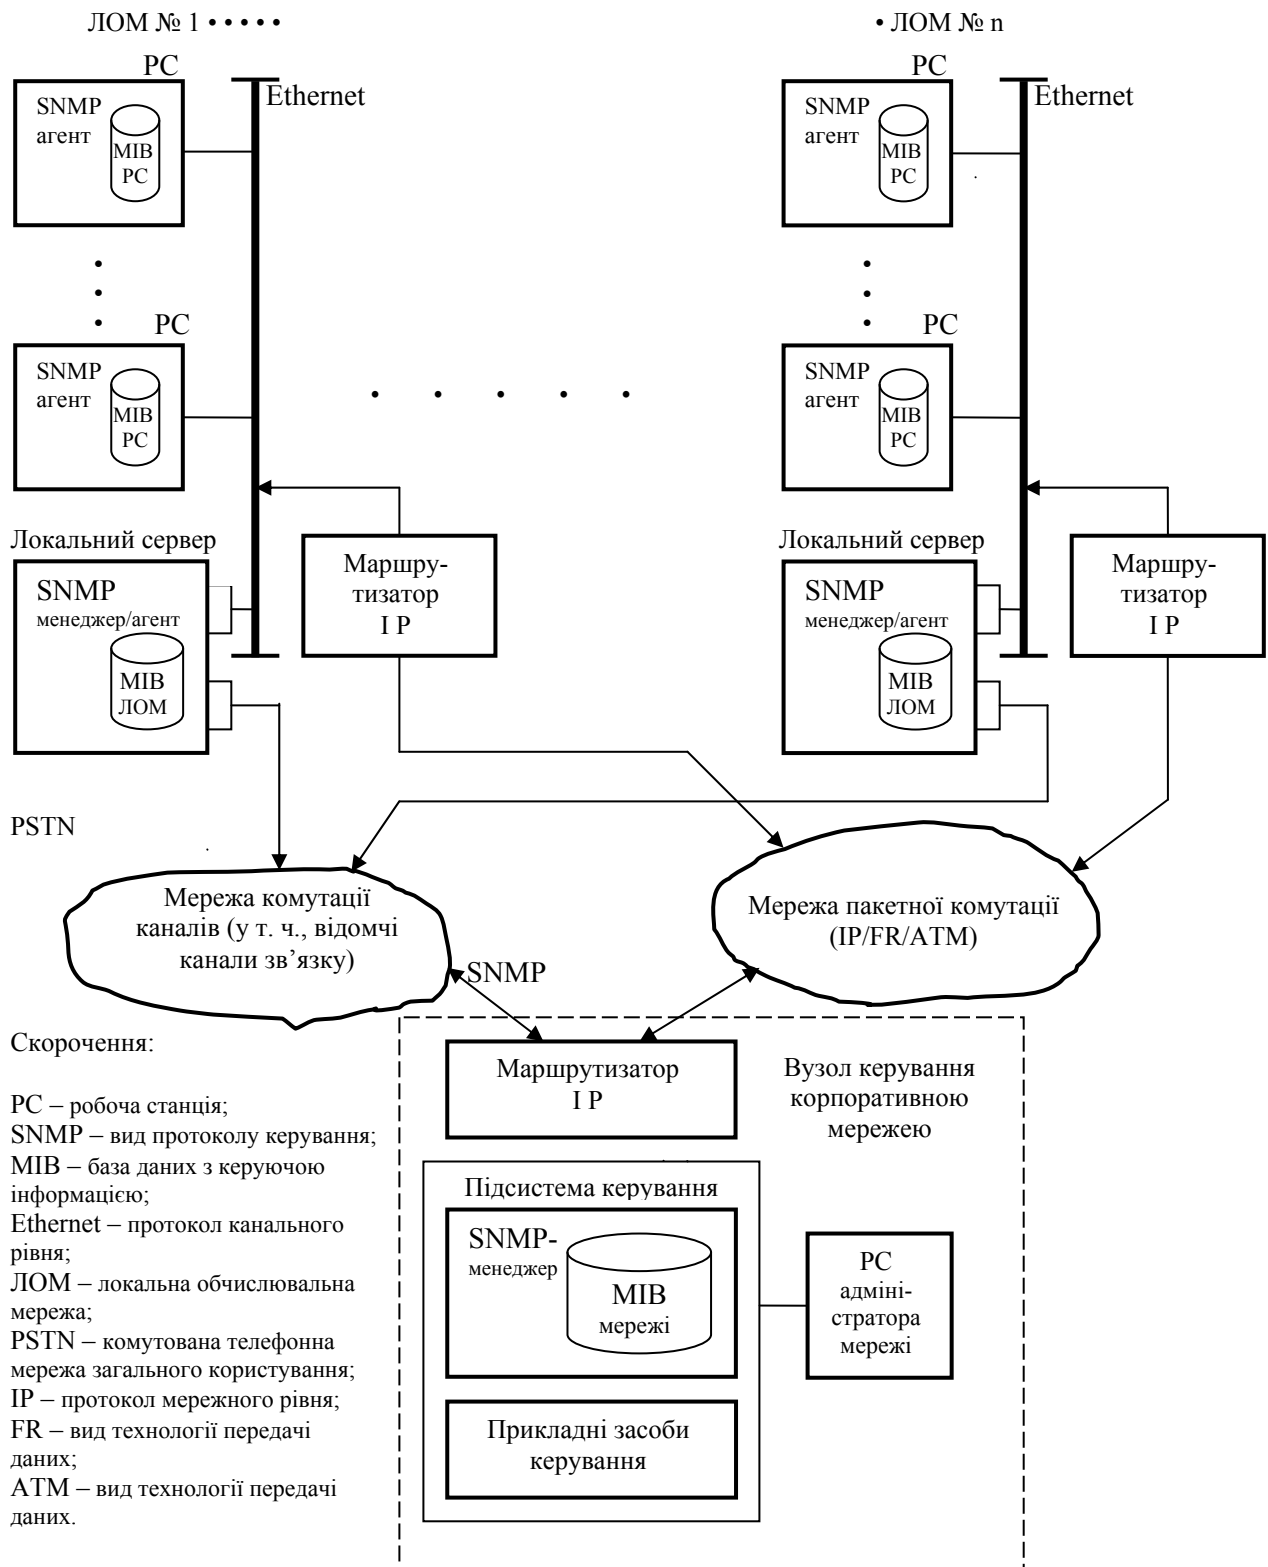 ЛОМ № 1 • • • • •
• ЛОМ № n
РС
Ethernet
SNMP
агент
MIB
РС
РС
SNMP
агент
MIB
РС
Локальний сервер
SNMP
менеджер/агент
MIB
ЛОМ
Маршру-
тизатор
I P
РС
Ethernet
SNMP
агент
MIB
РС
РС
SNMP
агент
MIB
РС
Локальний сервер
SNMP
менеджер/агент
MIB
ЛОМ
Маршру-
тизатор
I P
PSTN
Мережа комутації
каналів (у т. ч., відомчі
канали зв’язку)
Мережа пакетної комутації
(IP/FR/ATM)
SNMP
Маршрутизатор
I P
Вузол керування
корпоративною
мережею
Підсистема керування
SNMP-
менеджер
MIB
мережі
Прикладні засоби
керування
РС
адміні-
стратора
мережі
Скорочення:
РС – робоча станція;
SNMP – вид протоколу керування;
MIB – база даних з керуючою
інформацією;
Ethernet – протокол канального
рівня;
ЛОМ – локальна обчислювальна
мережа;
PSTN – комутована телефонна
мережа загального користування;
IP – протокол мережного рівня;
FR – вид технології передачі
даних;
ATM – вид технології передачі
даних.